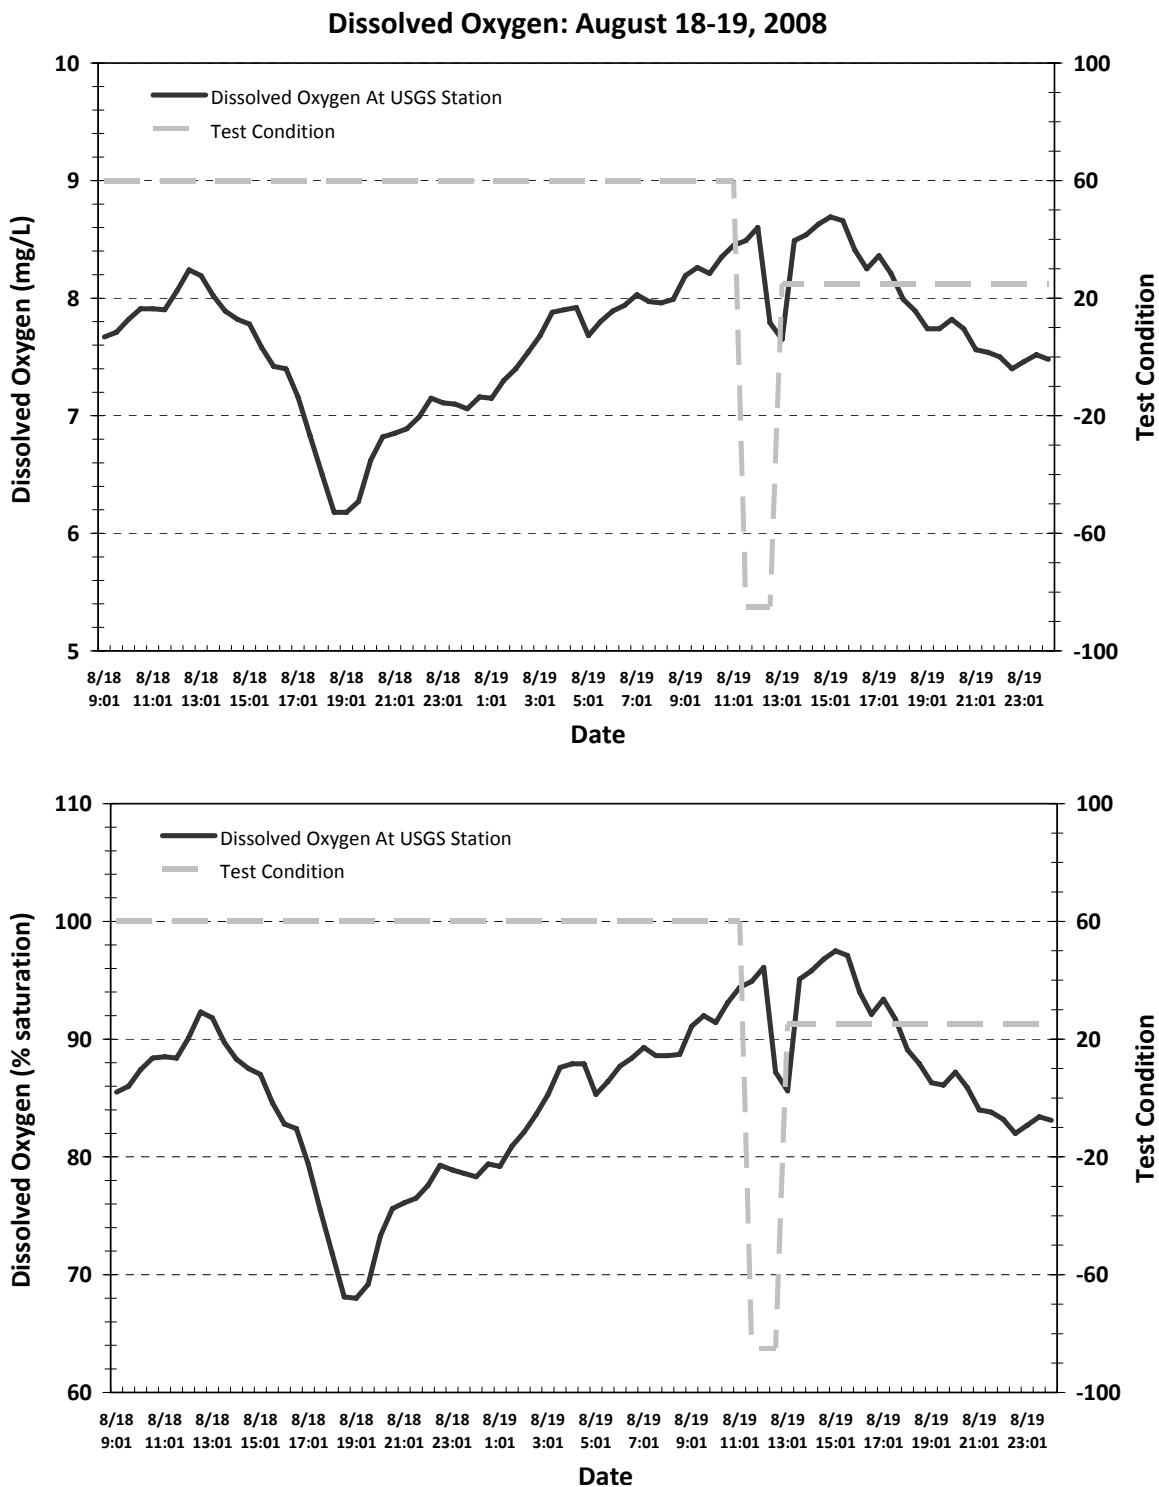 Dissolved Oxygen: August 18-19, 2008
10
9
8
7
6
5
Dissolved Oxygen (mg/L)
Dissolved Oxygen At USGS Station
Test Condition
100
60
20
-20
-60
-100
Test Condition
8/18 8/18 8/18 8/18 8/18 8/18 8/18 8/18 8/19 8/19 8/19 8/19 8/19 8/19 8/19 8/19 8/19 8/19 8/19 8/19
9:01 11:01 13:01 15:01 17:01 19:01 21:01 23:01 1:01 3:01 5:01 7:01 9:01 11:01 13:01 15:01 17:01 19:01 21:01 23:01
Date
110
100
90
80
70
60
Dissolved Oxygen (% saturation)
Dissolved Oxygen At USGS Station
Test Condition
100
60
20
-20
-60
-100
Test Condition
8/18 8/18 8/18 8/18 8/18 8/18 8/18 8/18 8/19 8/19 8/19 8/19 8/19 8/19 8/19 8/19 8/19 8/19 8/19 8/19
9:01 11:01 13:01 15:01 17:01 19:01 21:01 23:01 1:01 3:01 5:01 7:01 9:01 11:01 13:01 15:01 17:01 19:01 21:01 23:01
Date